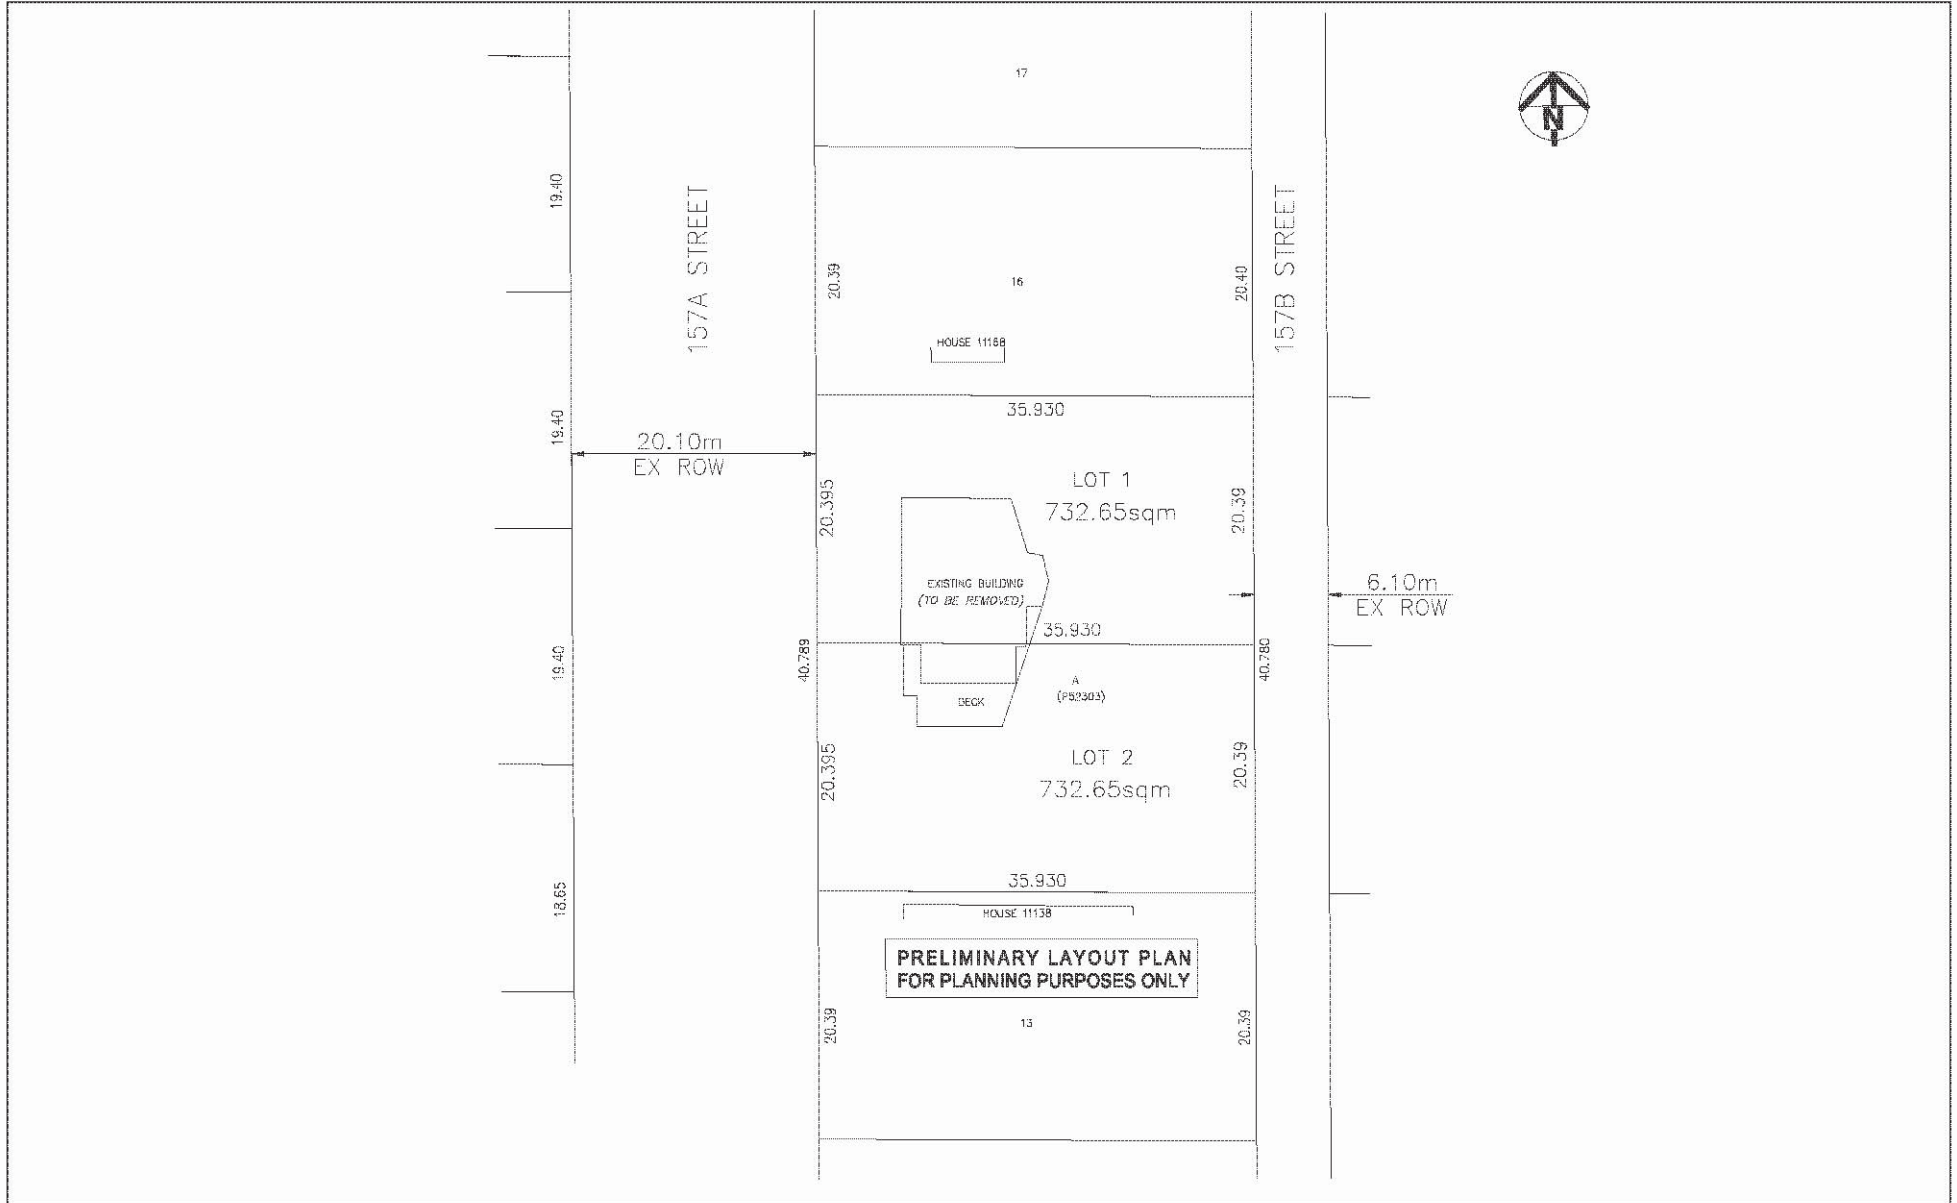 17
N
19.40
157A STREET
157B STREET
20.39
16
20.40
HOUSE 11168
35.930
19.40
20.10m
EX ROW
LOT 1
732.65sqm
20.395
20.39
EXISTING BUILDING
(TO BE REMOVED)
6.10m
EX ROW
35.930
19.40
40.789
40.780
A
(P52303)
DECK
LOT 2
732.65sqm
20.395
20.39
35.930
18.65
HOUSE 11138
PRELIMINARY LAYOUT PLAN
FOR PLANNING PURPOSES ONLY
13
20.39
20.39